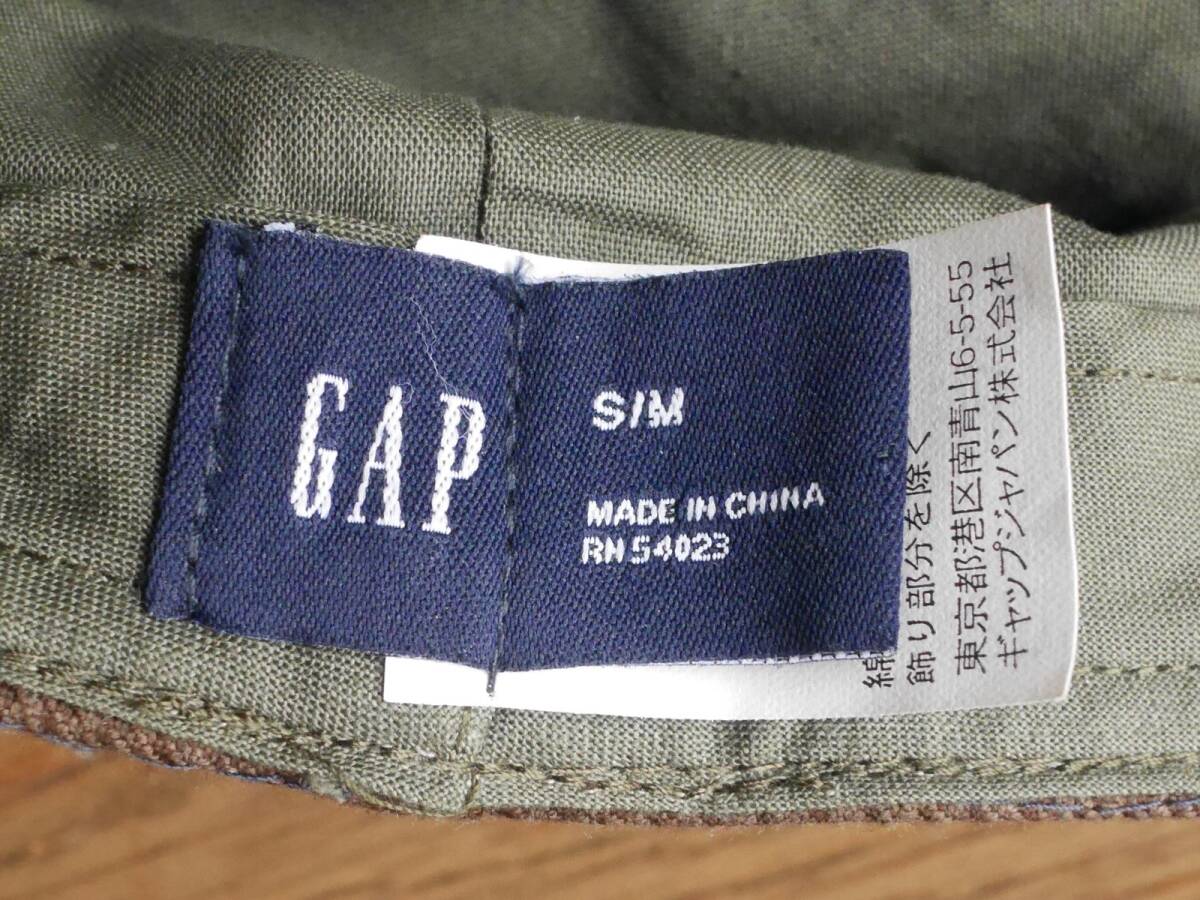 GAP
S/M
MADE IN CHINA
RN 54023
綿
飾り部分を除く
東京都港区南青山6-5-55
ギャップジャパン株式会社